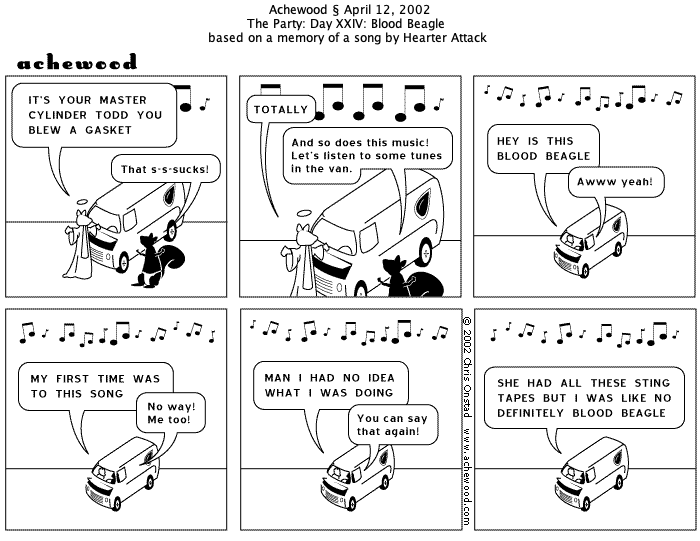 Achewood § April 12, 2002
The Party: Day XXIV: Blood Beagle
based on a memory of a song by Hearter Attack
achewood
IT'S YOUR MASTER
CYLINDER TODD YOU
BLEW A GASKET
That s-s-sucks!
TOTALLY
And so does this music!
Let's listen to some tunes
in the van.
HEY IS THIS
BLOOD BEAGLE
Awww yeah!
MY FIRST TIME WAS
TO THIS SONG
No way!
Me too!
MAN I HAD NO IDEA
WHAT I WAS DOING
You can say
that again!
© 2002 Chris Onstad www.achewood.com
SHE HAD ALL THESE STING
TAPES BUT I WAS LIKE NO
DEFINITELY BLOOD BEAGLE